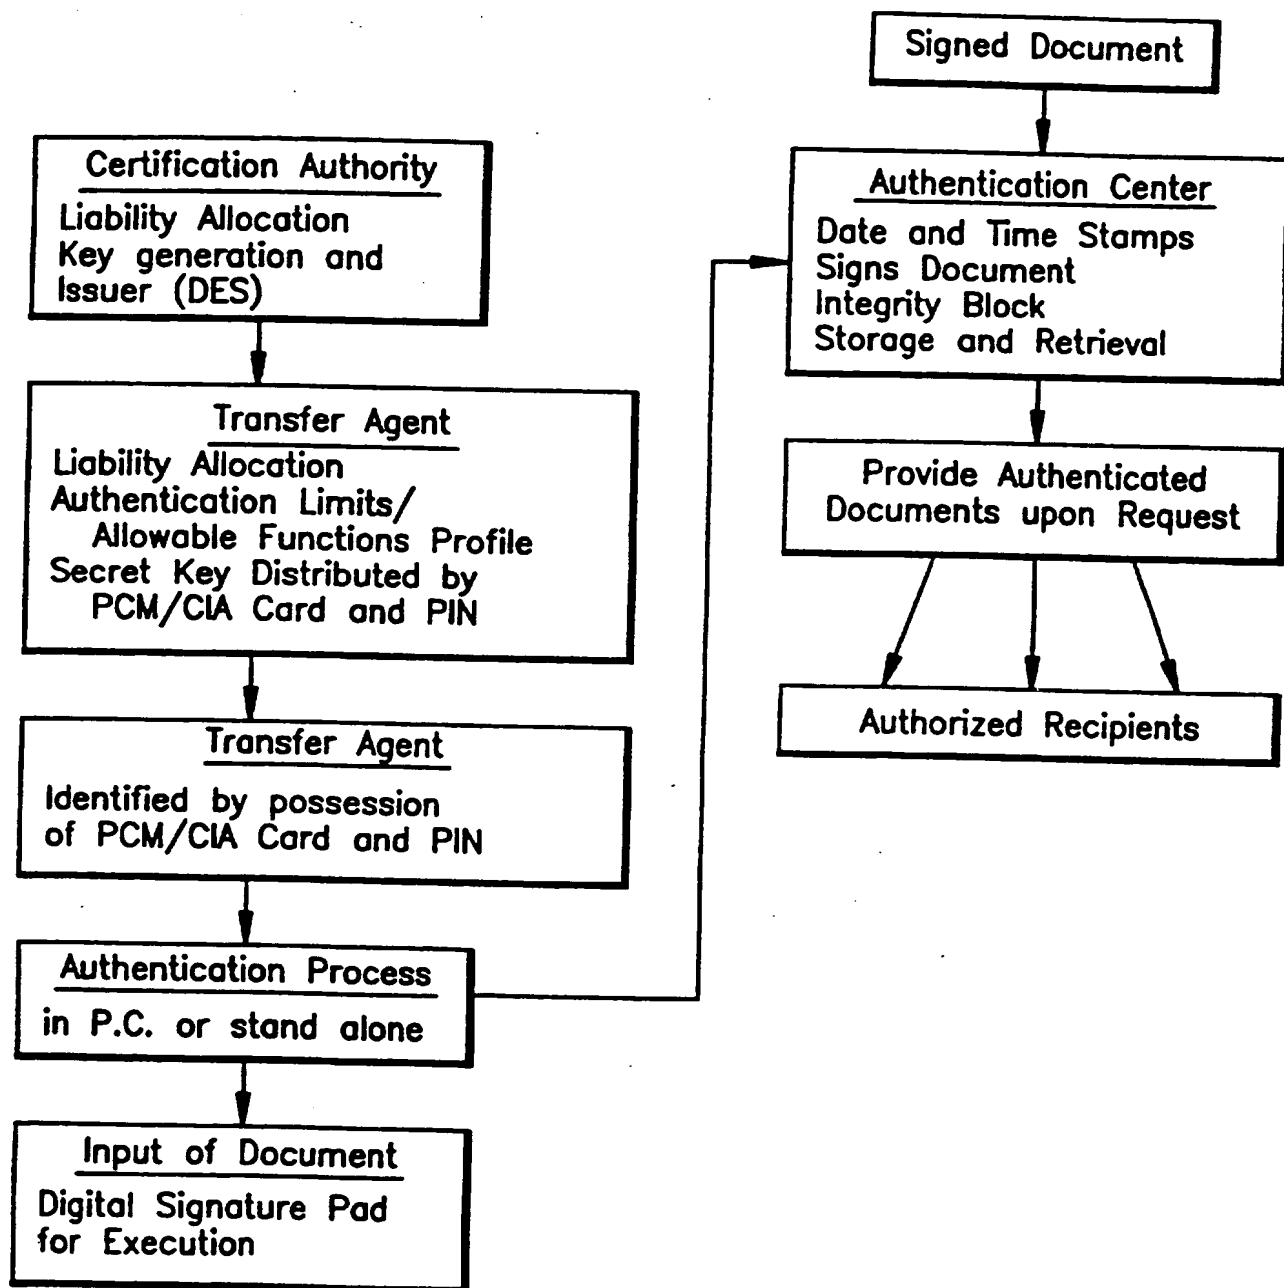 Certification Authority
Liability Allocation
Key generation and
Issuer (DES)
Transfer Agent
Liability Allocation
Authentication Limits/
Allowable Functions Profile
Secret Key Distributed by
PCM/CIA Card and PIN
Transfer Agent
Identified by possession
of PCM/CIA Card and PIN
Authentication Process
in P.C. or stand alone
Input of Document
Digital Signature Pad
for Execution
Signed Document
Authentication Center
Date and Time Stamps
Signs Document
Integrity Block
Storage and Retrieval
Provide Authenticated
Documents upon Request
Authorized Recipients